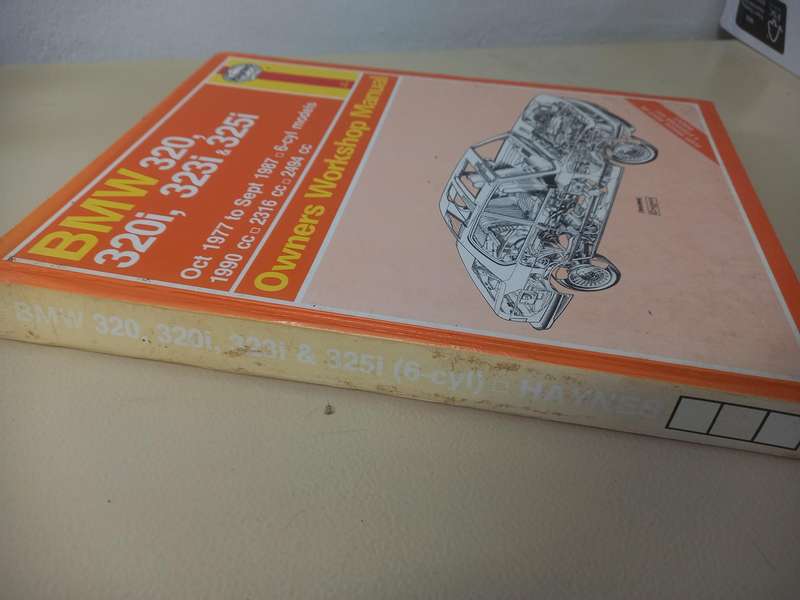 BMW 320,
320i, 323i & 325i
Oct 1977 to Sept 1987 □ 6-cyl models
1990 cc □ 2316 cc □ 2494 cc
Owners Workshop Manual
BMW 320, 320i, 323i & 325i (6-cyl) □ HAYNES